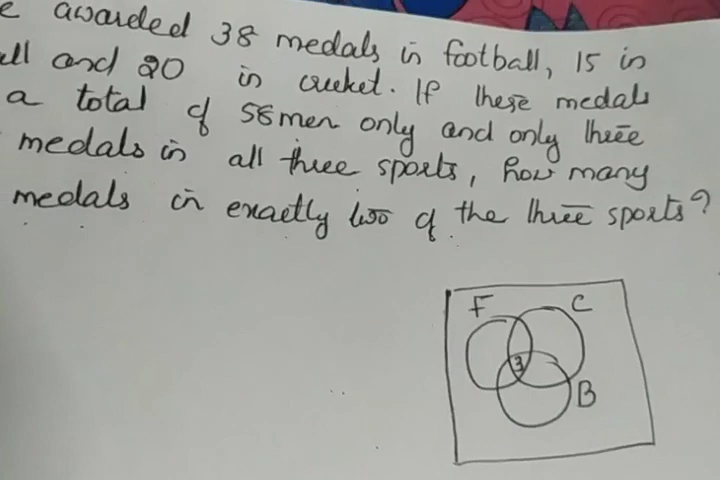 e awarded 38 medals in football, 15 in
all and 20 in cricket. If these medals
a total of 58 men only and only three
medals in all three sports, how many
medals in exactly two of the three sports?
F C
3
B